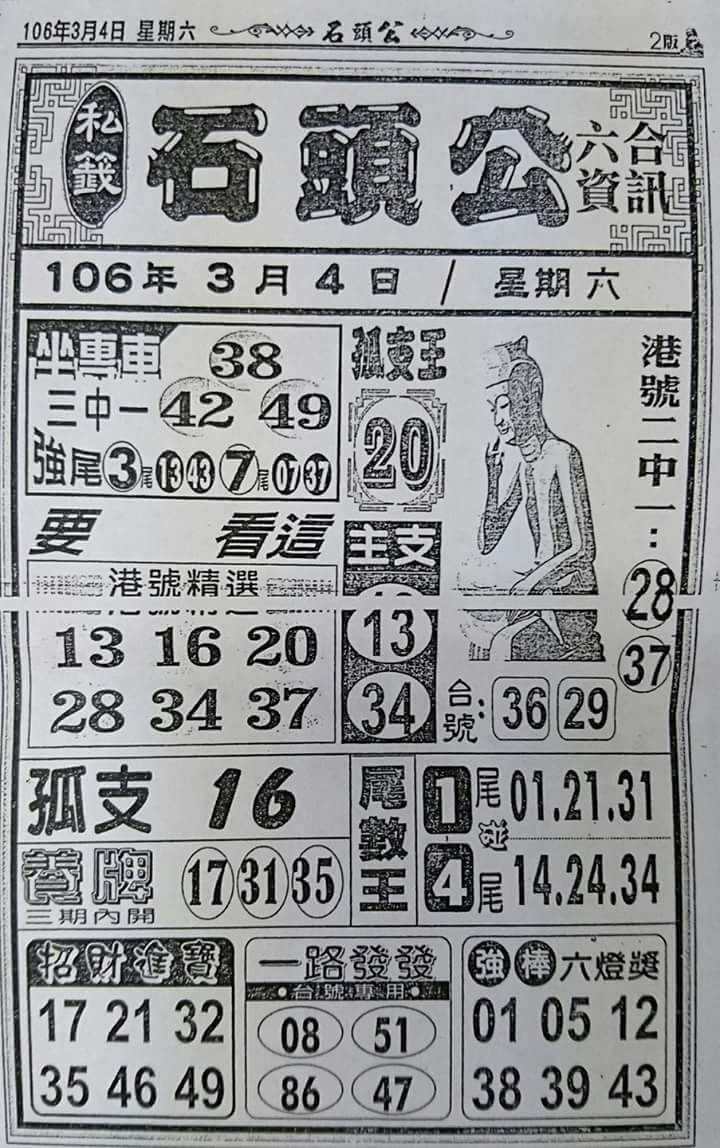 106年3月4日 星期六
石頭公
2版
私籤
石頭公
六合資訊
106年 3月4日 / 星期六
坐專車
38
三中一 42 49
強尾 3尾 13 43 7尾 07 37
孤支王
20
港號二中一:
28
37
要 看這
港號精選
13 16 20
28 34 37
主支
13
34
台號: 36 29
孤支 16
養牌 17 31 35
三期內開
尾數王
1尾 01.21.31
碰
4尾 14.24.34
招財進寶
17 21 32
35 46 49
一路發發
台號專用
08 51
86 47
強棒六燈獎
01 05 12
38 39 43